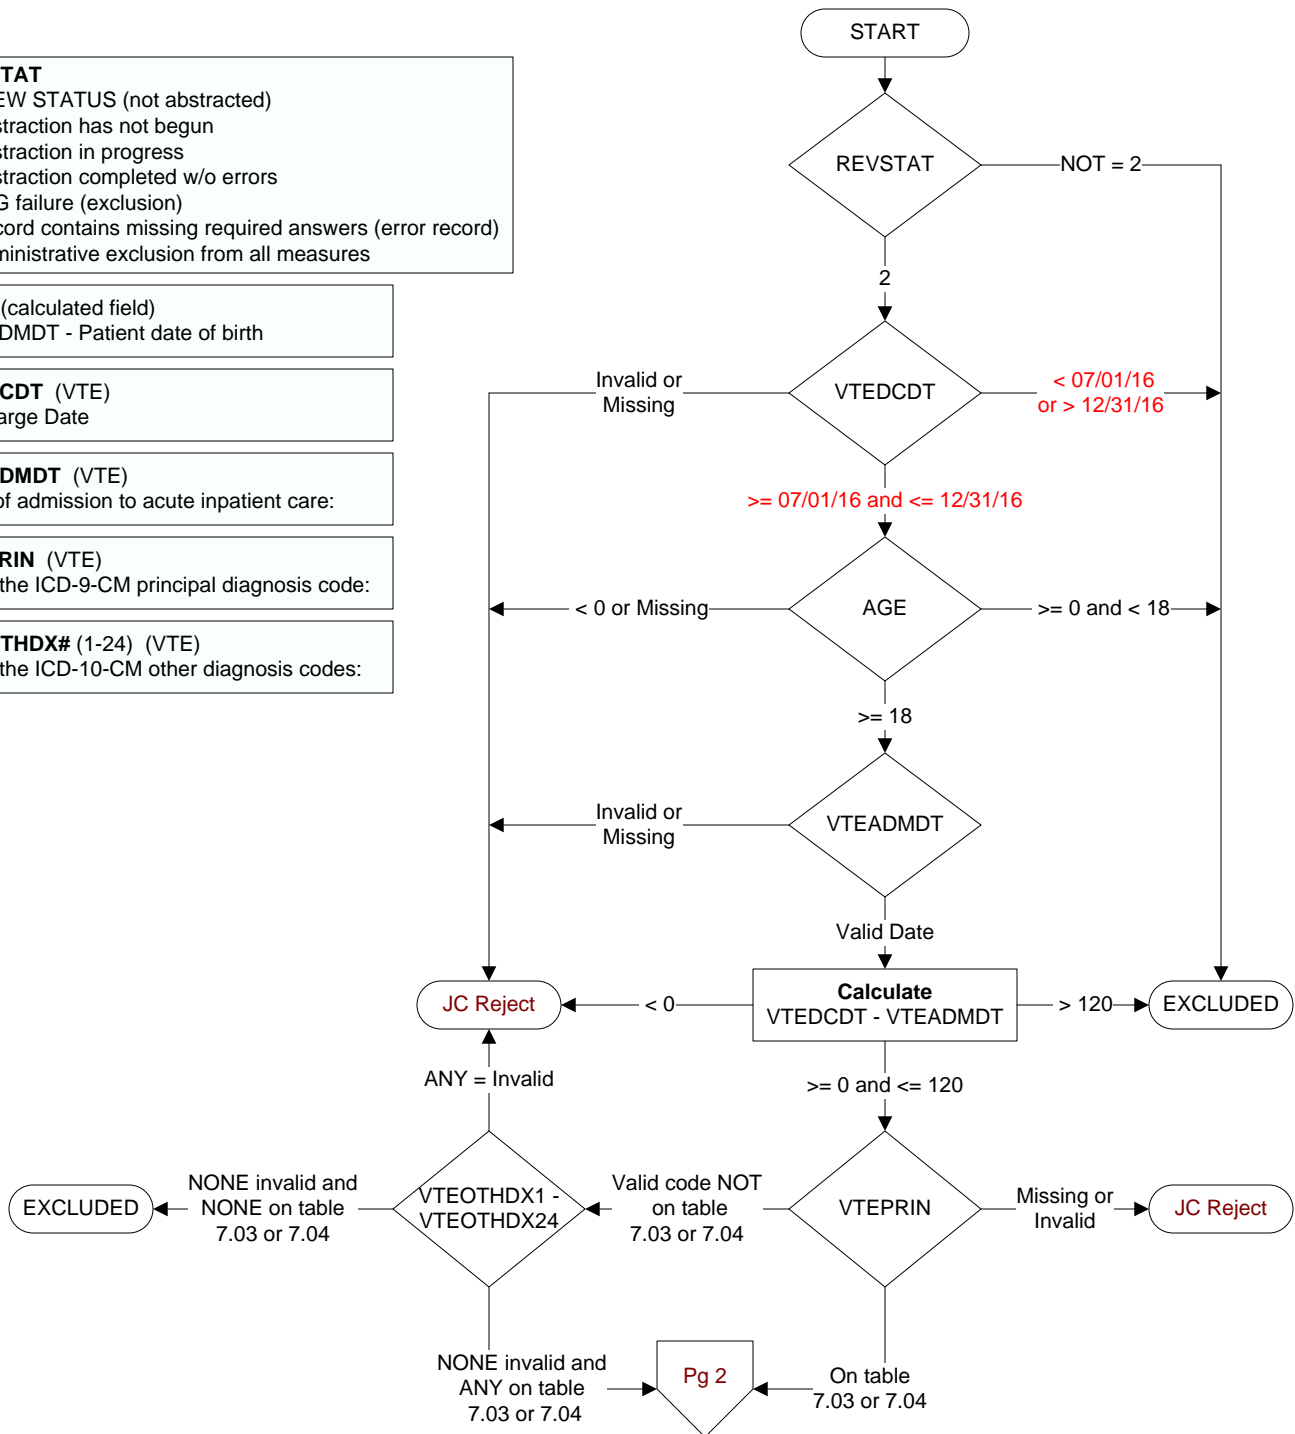 START
TAT
EW STATUS (not abstracted)
straction has not begun
straction in progress
straction completed w/o errors
G failure (exclusion)
cord contains missing required answers (error record)
ministrative exclusion from all measures
(calculated field)
DMDT - Patient date of birth
CDT (VTE)
arge Date
DMDT (VTE)
of admission to acute inpatient care:
RIN (VTE)
the ICD-9-CM principal diagnosis code:
THDX# (1-24) (VTE)
the ICD-10-CM other diagnosis codes:
REVSTAT
NOT = 2
2
Invalid or
Missing
VTEDCDT
< 07/01/16
or > 12/31/16
>= 07/01/16 and <= 12/31/16
< 0 or Missing
AGE
>= 0 and < 18
>= 18
Invalid or
Missing
VTEADMDT
Valid Date
JC Reject
< 0
Calculate
VTEDCDT - VTEADMDT
> 120
EXCLUDED
ANY = Invalid
>= 0 and <= 120
EXCLUDED
NONE invalid and
NONE on table
7.03 or 7.04
VTEOTHDX1 -
VTEOTHDX24
Valid code NOT
on table
7.03 or 7.04
VTEPRIN
Missing or
Invalid
JC Reject
NONE invalid and
ANY on table
7.03 or 7.04
Pg 2
On table
7.03 or 7.04